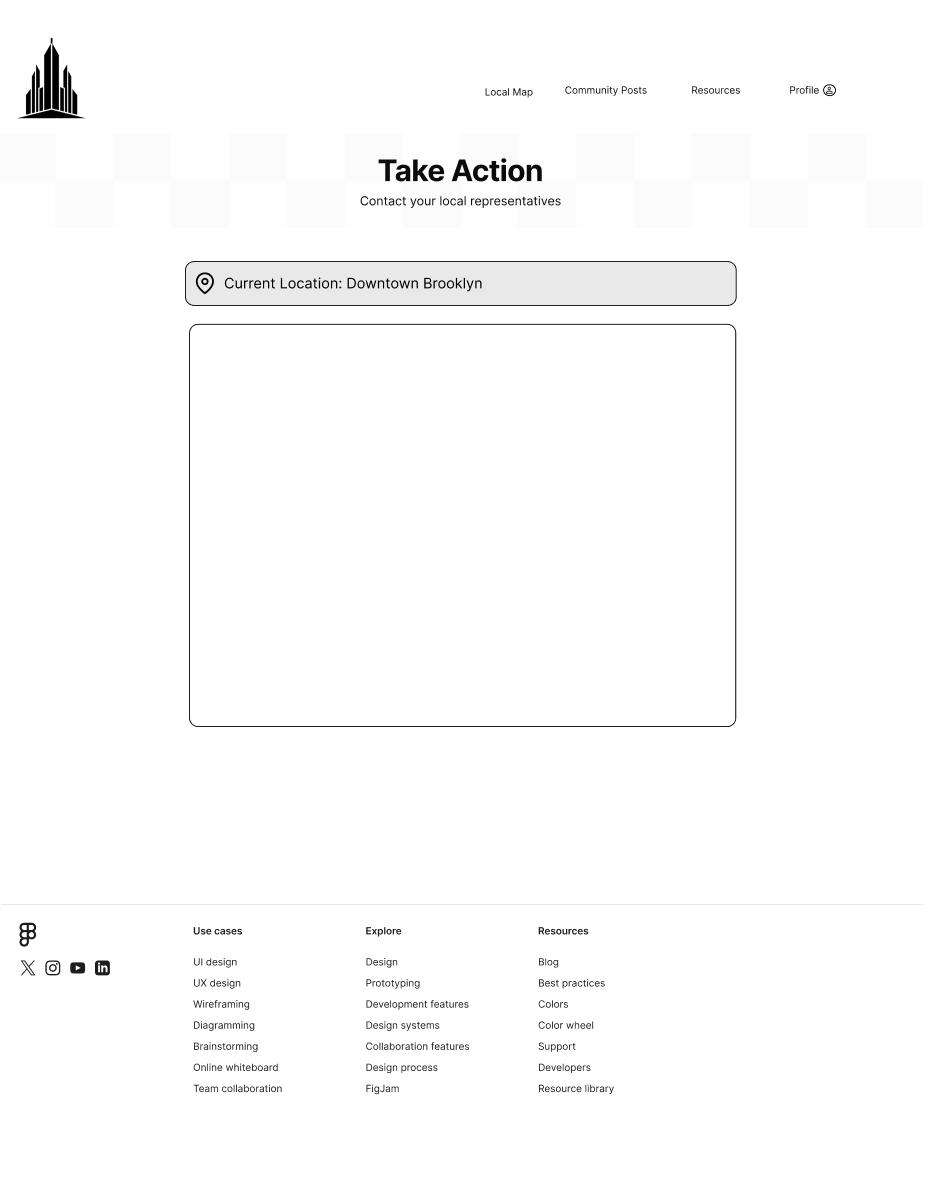 Local Map
Community Posts
Resources
Profile
Take Action
Contact your local representatives
Current Location: Downtown Brooklyn
Use cases
UI design
UX design
Wireframing
Diagramming
Brainstorming
Online whiteboard
Team collaboration
Explore
Design
Prototyping
Development features
Design systems
Collaboration features
Design process
FigJam
Resources
Blog
Best practices
Colors
Color wheel
Support
Developers
Resource library